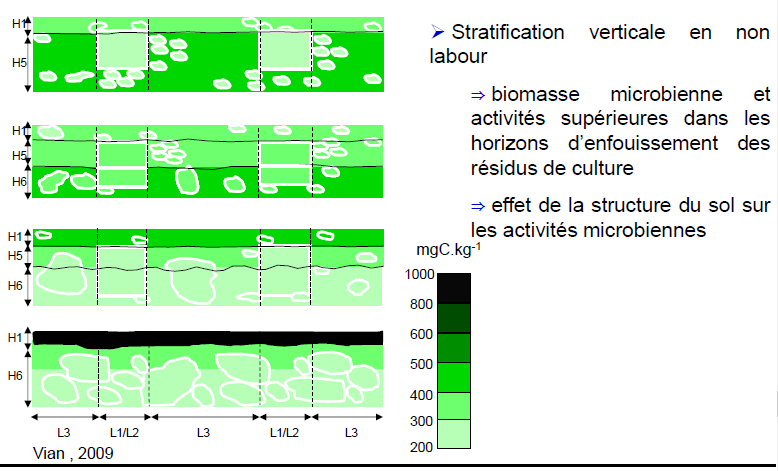 H1
H5
H1
H5
H6
H1
H5
H6
H1
H6
L3 L1/L2 L3 L1/L2 L3
Vian , 2009
➢ Stratification verticale en non
labour
⇒ biomasse microbienne et
activités supérieures dans les
horizons d’enfouissement des
résidus de culture
⇒ effet de la structure du sol sur
les activités microbiennes
mgC.kg-1
1000
800
600
500
400
300
200